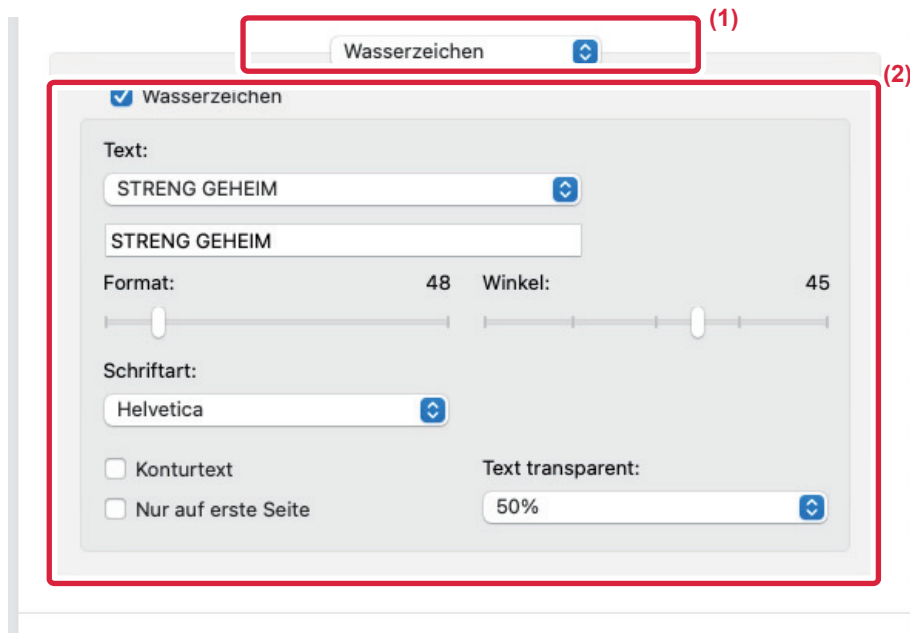 (1)
Wasserzeichen
(2)
Wasserzeichen
Text:
STRENG GEHEIM
STRENG GEHEIM
Format: 48 Winkel: 45
Schriftart:
Helvetica
Konturtext Text transparent:
Nur auf erste Seite 50%